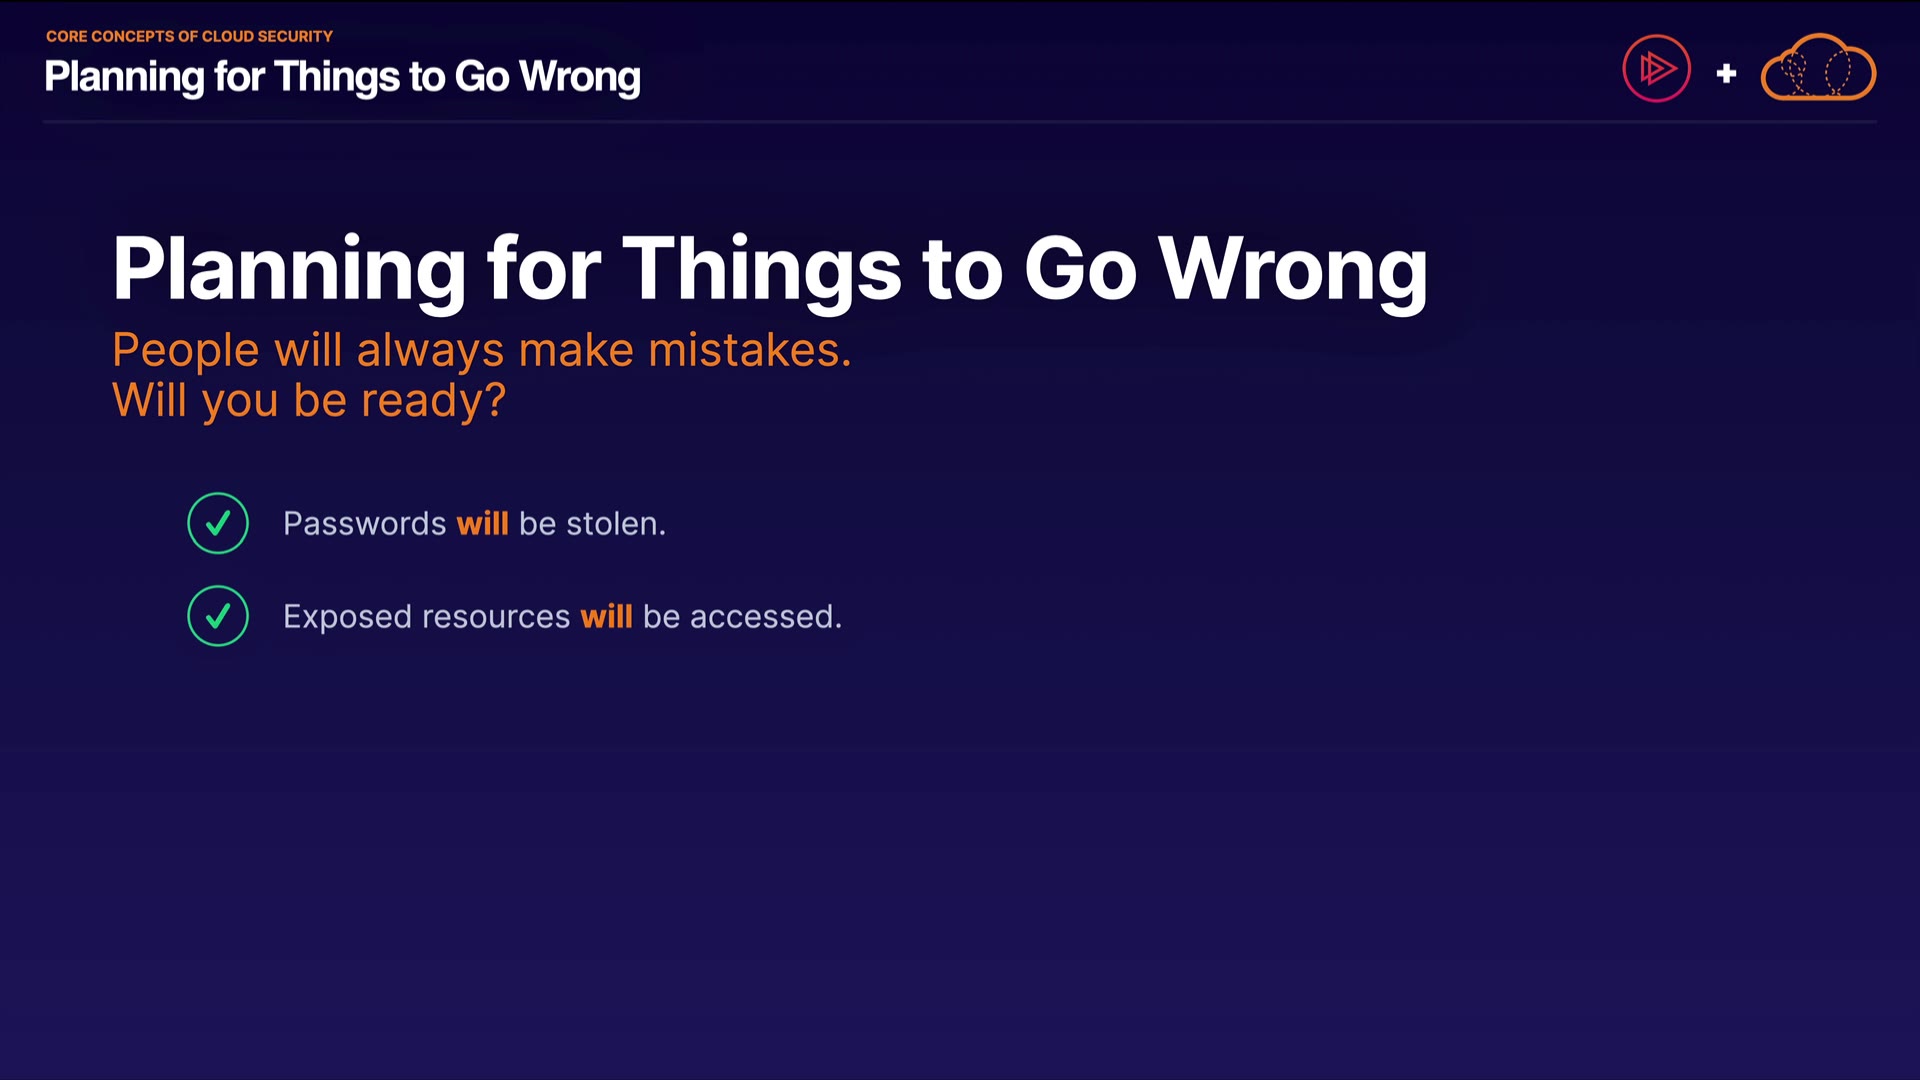 CORE CONCEPTS OF CLOUD SECURITY
Planning for Things to Go Wrong
Planning for Things to Go Wrong
People will always make mistakes.
Will you be ready?
Passwords will be stolen.
Exposed resources will be accessed.